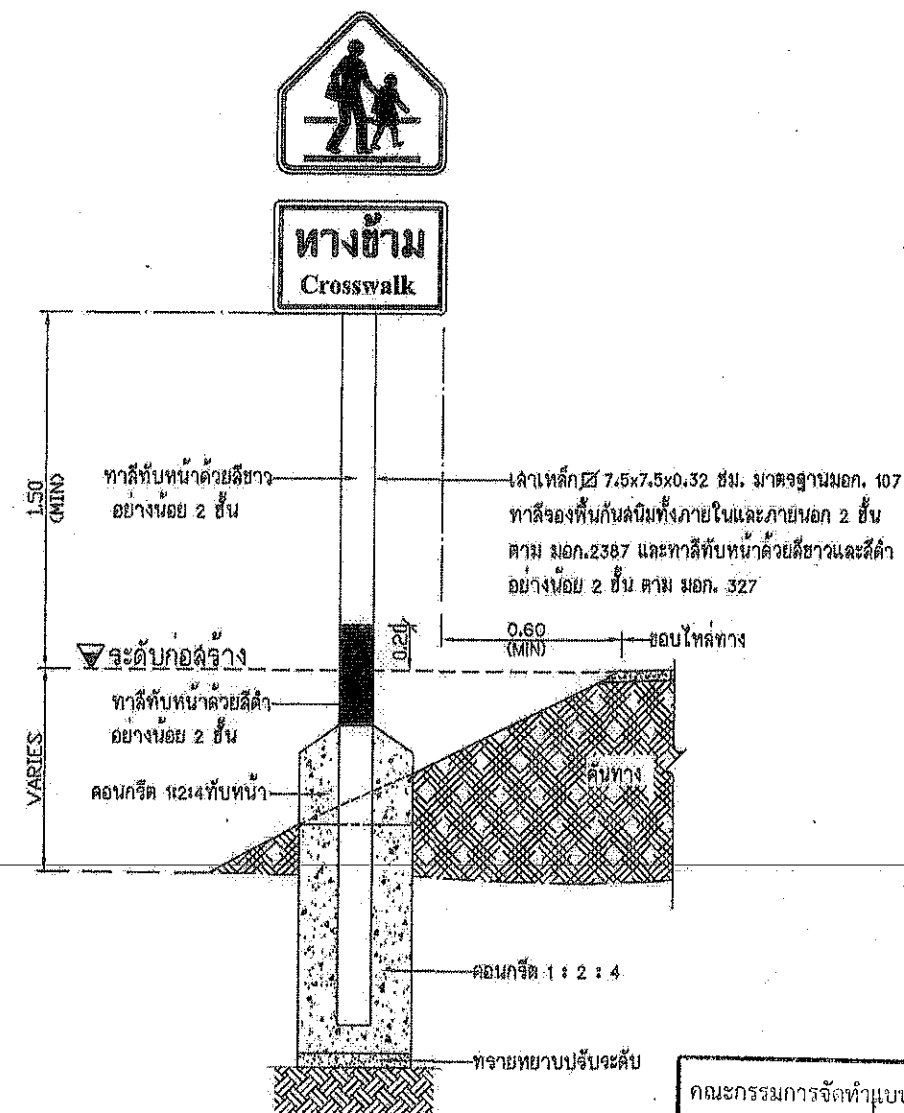 ทางข้าม
Crosswalk
1.50
(MIN)
ทาสีทับหน้าด้วยสีขาว
อย่างน้อย 2 ชั้น
เสาเหล็ก 7.5x7.5x0.32 ซม. มาตรฐานมอก. 107
ทาสีรองพื้นกันสนิมทั้งภายในและภายนอก 2 ชั้น
ตาม มอก.2387 และทาสีทับหน้าด้วยสีขาวและสีดำ
อย่างน้อย 2 ชั้น ตาม มอก. 327
0.20
0.60
(MIN)
ขอบไหล่ทาง
ระดับก่อสร้าง
ทาสีทับหน้าด้วยสีดำ
อย่างน้อย 2 ชั้น
VARIES
คอนกรีต 1:2:4ทับหน้า
คันทาง
คอนกรีต 1 : 2 : 4
ทรายหยาบปรับระดับ
คณะกรรมการจัดทำแบบ